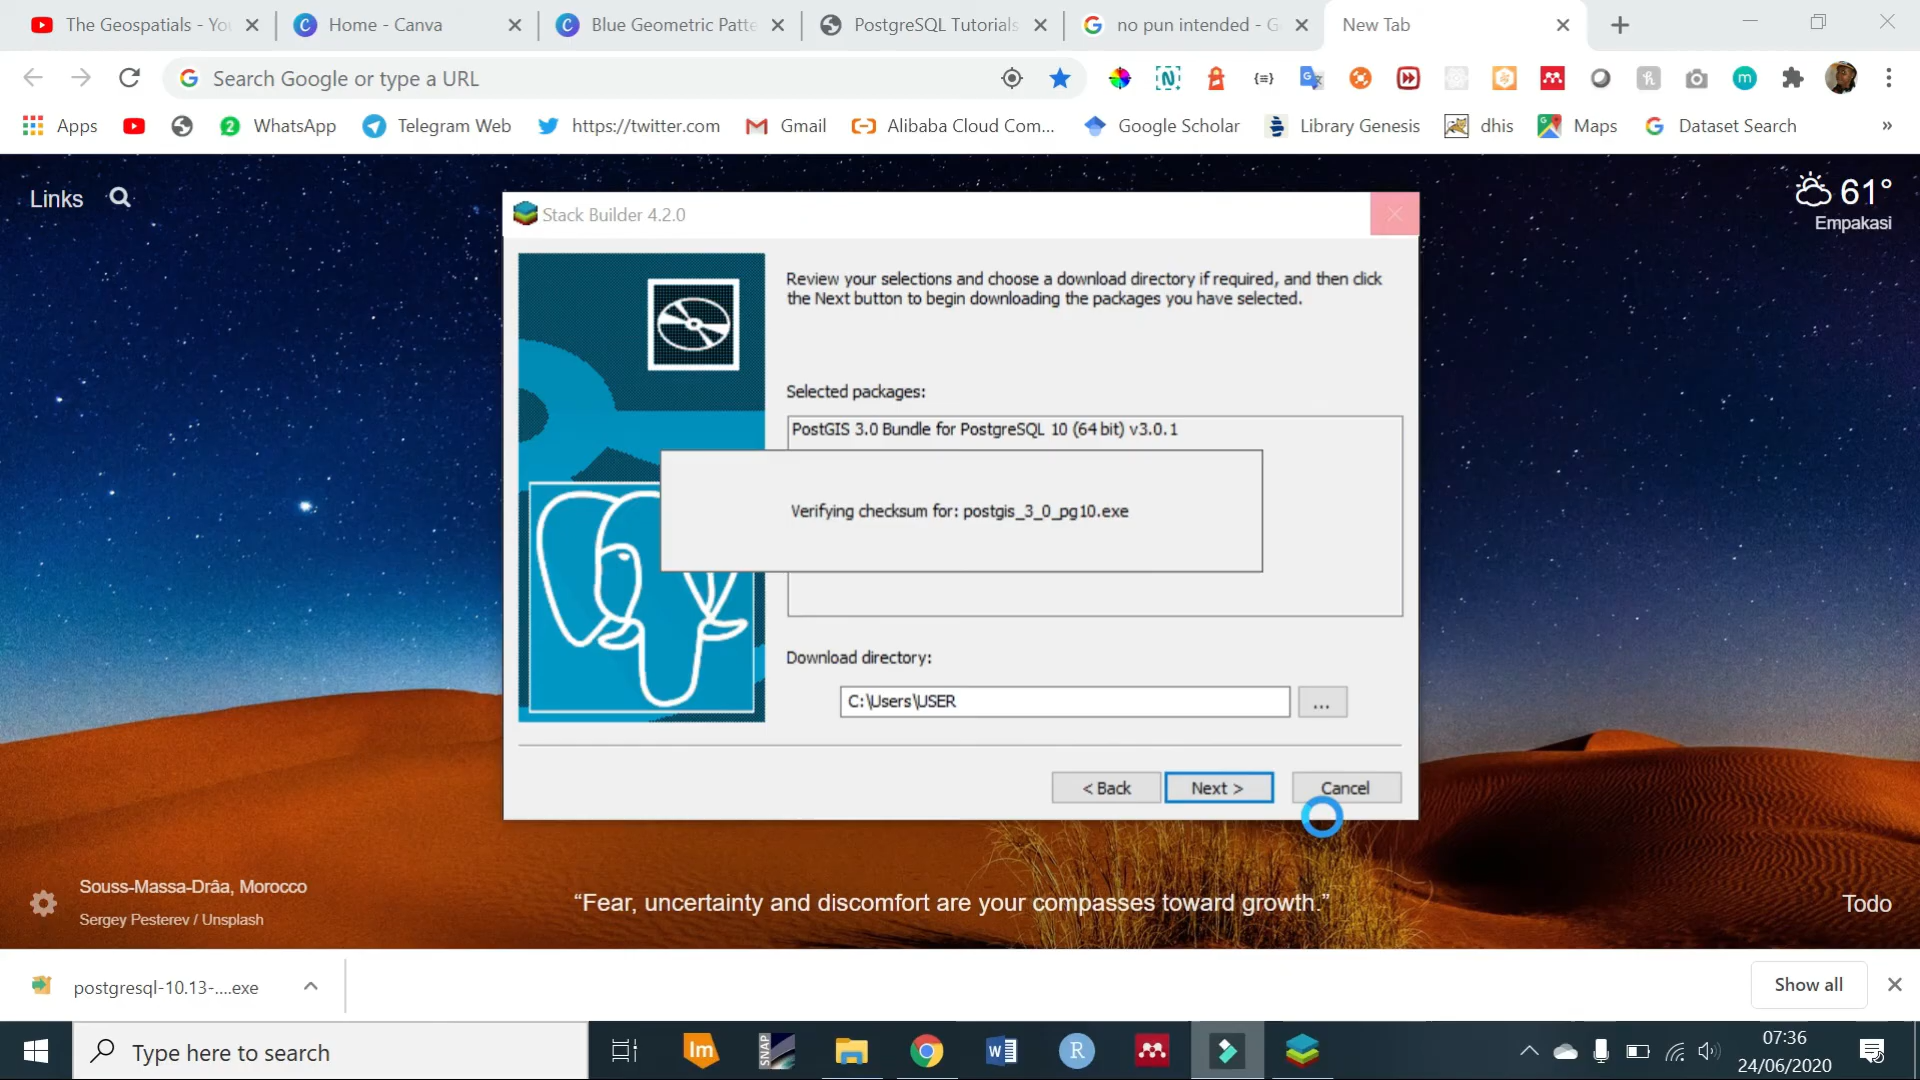 The Geospatials - You
Home - Canva
Blue Geometric Patte
PostgreSQL Tutorials
no pun intended - G
New Tab
Search Google or type a URL
Apps
2
WhatsApp
Telegram Web
https://twitter.com
Gmail
Alibaba Cloud Com...
Google Scholar
Library Genesis
dhis
Maps
Dataset Search
»
Links
61°
Empakasi
Stack Builder 4.2.0
Review your selections and choose a download directory if required, and then click
the Next button to begin downloading the packages you have selected.
Selected packages:
PostGIS 3.0 Bundle for PostgreSQL 10 (64 bit) v3.0.1
Verifying checksum for: postgis_3_0_pg10.exe
Download directory:
C:\Users\USER
...
< Back
Next >
Cancel
Souss-Massa-Drâa, Morocco
Sergey Pesterev / Unsplash
“Fear, uncertainty and discomfort are your compasses toward growth.”
Todo
postgresql-10.13-....exe
Show all
Type here to search
Im
SNAP
W
R
07:36
24/06/2020